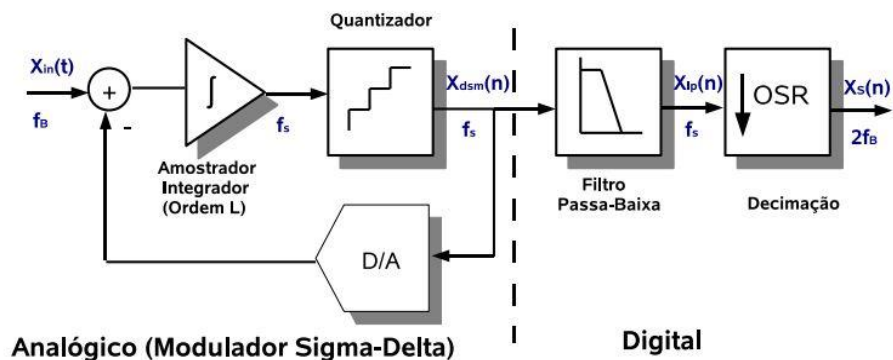 Quantizador
Xin(t)
+
-
fB
∫
fs
Xdsm(n)
fs
Xlp(n)
fs
OSR
XS(n)
2fB
Amostrador
Integrador
(Ordem L)
Filtro
Passa-Baixa
Decimação
D/A
Analógico (Modulador Sigma-Delta)
Digital